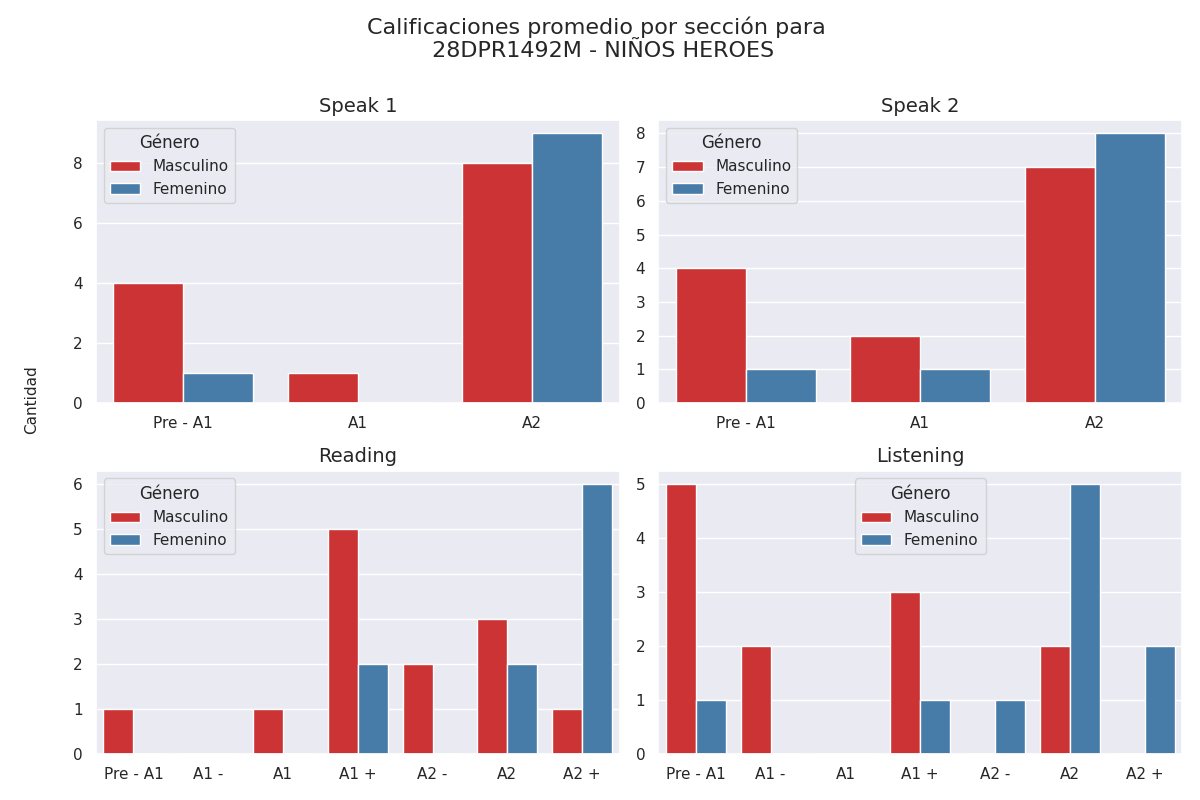 Calificaciones promedio por sección para
28DPR1492M - NIÑOS HEROES
Cantidad
Speak 1
Género
Masculino
Femenino
8
6
4
2
0
Pre - A1 A1 A2
Speak 2
Género
Masculino
Femenino
8
7
6
5
4
3
2
1
0
Pre - A1 A1 A2
Reading
Género
Masculino
Femenino
6
5
4
3
2
1
0
Pre - A1 A1 - A1 A1 + A2 - A2 A2 +
Listening
Género
Masculino
Femenino
5
4
3
2
1
0
Pre - A1 A1 - A1 A1 + A2 - A2 A2 +